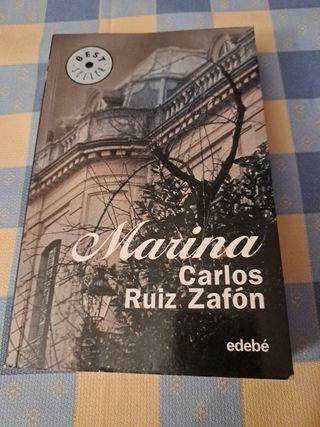 BEST
SELLER
Marina
Carlos
Ruiz Zafón
edebé